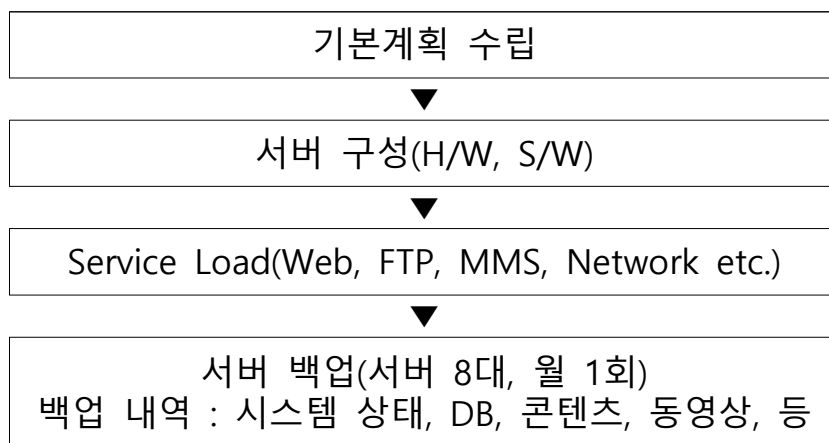 기본계획 수립
▼
서버 구성(H/W, S/W)
▼
Service Load(Web, FTP, MMS, Network etc.)
▼
서버 백업(서버 8대, 월 1회)
백업 내역 : 시스템 상태, DB, 콘텐츠, 동영상, 등